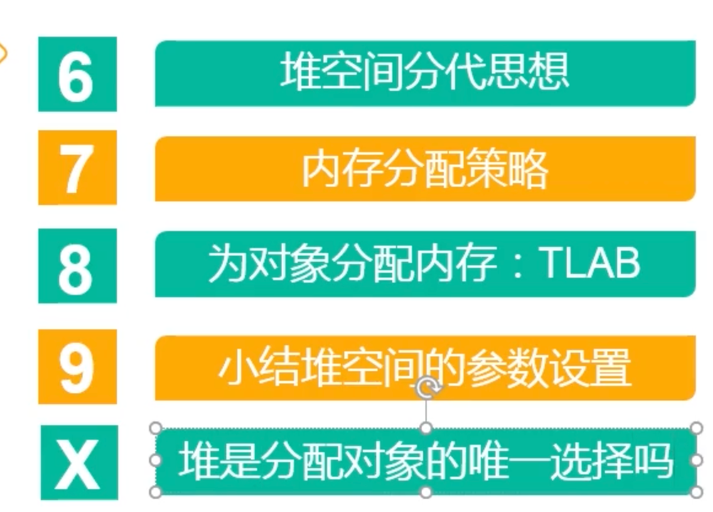 6
堆空间分代思想
7
内存分配策略
8
为对象分配内存：TLAB
9
小结堆空间的参数设置
X
堆是分配对象的唯一选择吗